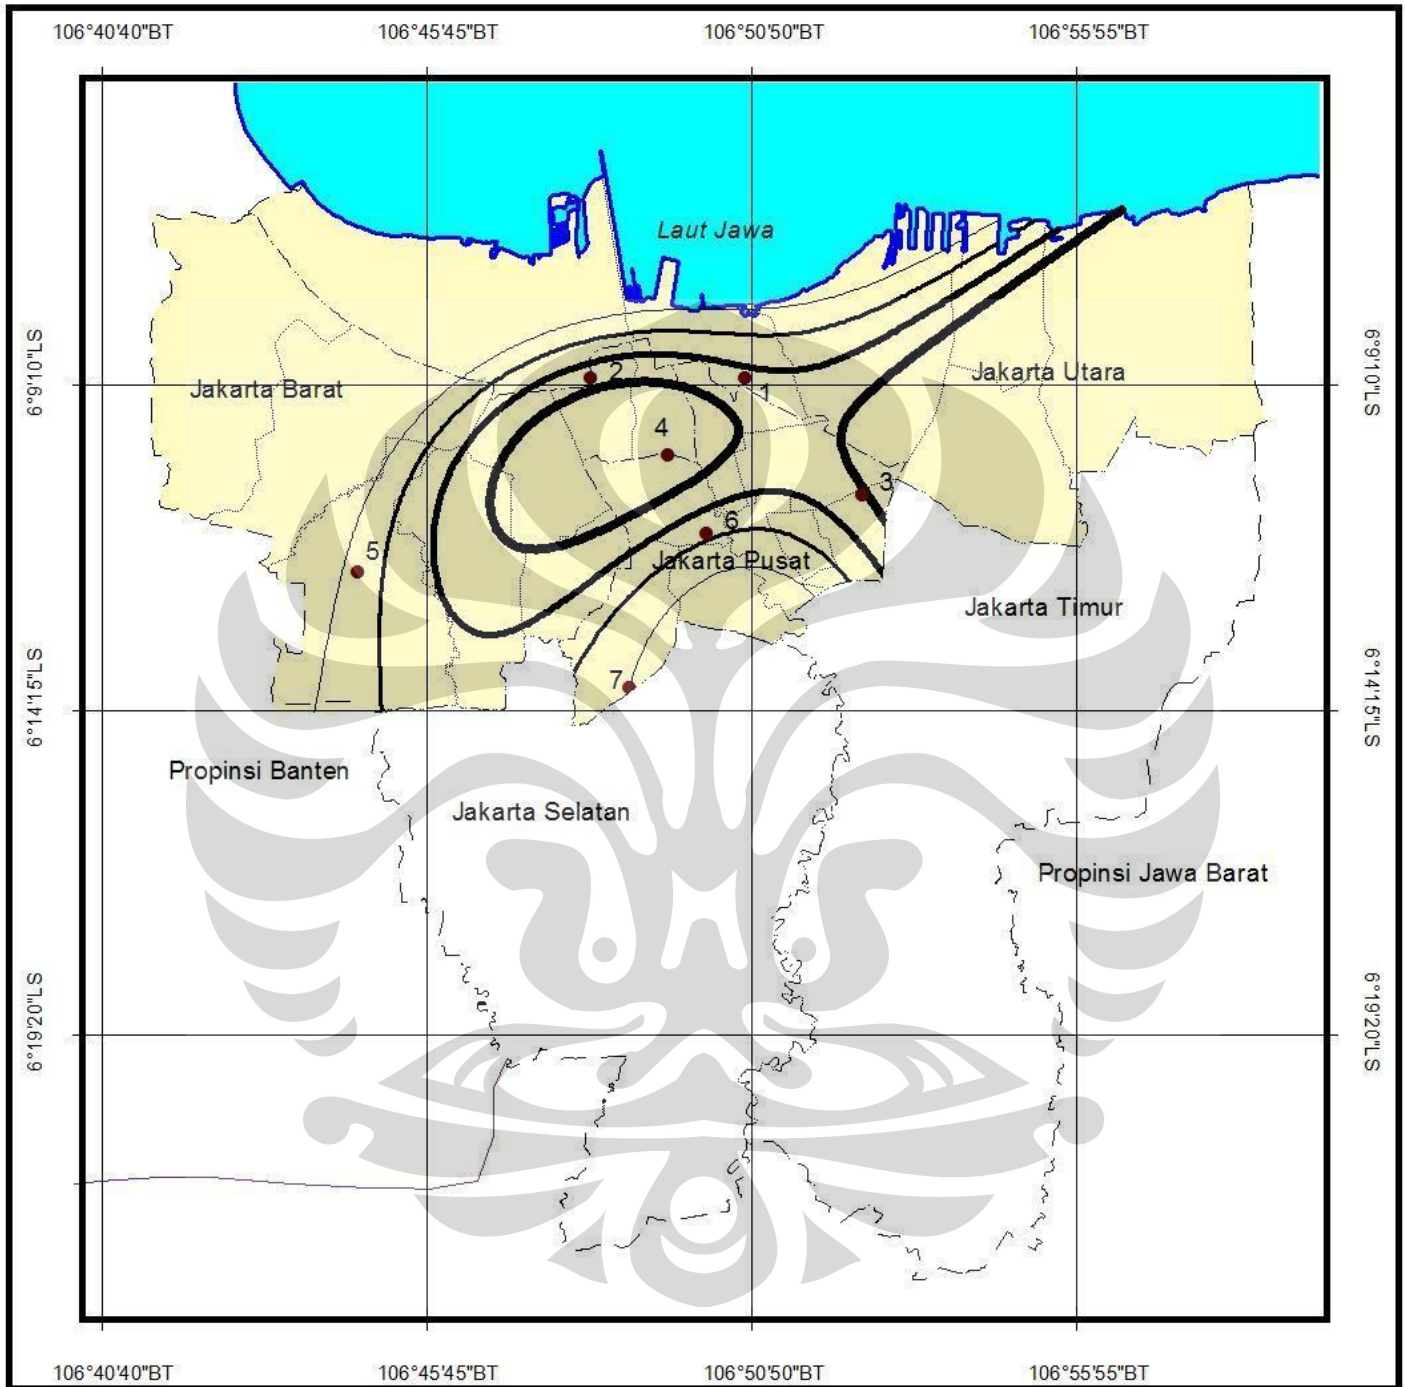 106°40'40"BT 106°45'45"BT 106°50'50"BT 106°55'55"BT
Laut Jawa
6°9'10"LS
6°9'10"LS
2
Jakarta Utara
Jakarta Barat
1
4
3
6
5
Jakarta Pusat
Jakarta Timur
7
6°14'15"LS
6°14'15"LS
Propinsi Banten
Jakarta Selatan
Propinsi Jawa Barat
6°19'20"LS
6°19'20"LS
106°40'40"BT 106°45'45"BT 106°50'50"BT 106°55'55"BT